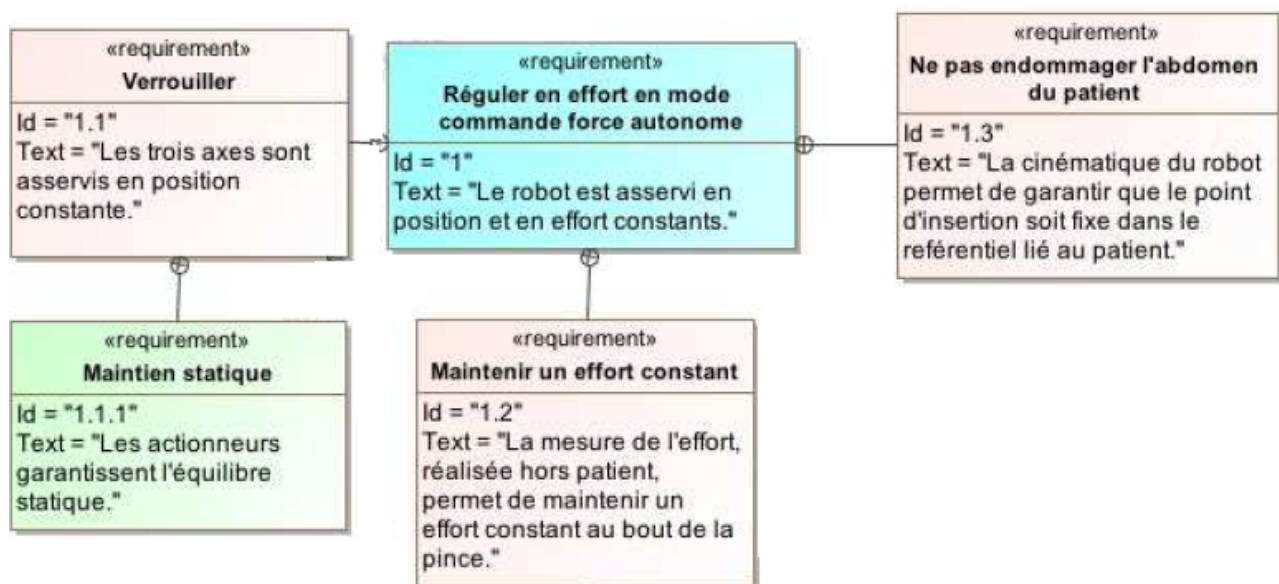 «requirement»
Verrouiller
Id = "1.1"
Text = "Les trois axes sont
asservis en position
constante."
«requirement»
Réguler en effort en mode
commande force autonome
Id = "1"
Text = "Le robot est asservi en
position et en effort constants."
«requirement»
Ne pas endommager l'abdomen
du patient
Id = "1.3"
Text = "La cinématique du robot
permet de garantir que le point
d'insertion soit fixe dans le
reférentiel lié au patient."
«requirement»
Maintien statique
Id = "1.1.1"
Text = "Les actionneurs
garantissent l'équilibre
statique."
«requirement»
Maintenir un effort constant
Id = "1.2"
Text = "La mesure de l'effort,
réalisée hors patient,
permet de maintenir un
effort constant au bout de la
pince."